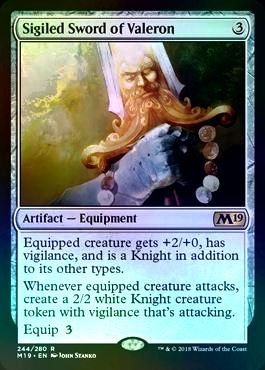 Sigiled Sword of Valeron 3
Artifact — Equipment M19
Equipped creature gets +2/+0, has
vigilance, and is a Knight in addition
to its other types.
Whenever equipped creature attacks,
create a 2/2 white Knight creature
token with vigilance that's attacking.
Equip 3
244/280 R
M19 • EN JOHN STANKO
™ & © 2018 Wizards of the Coast